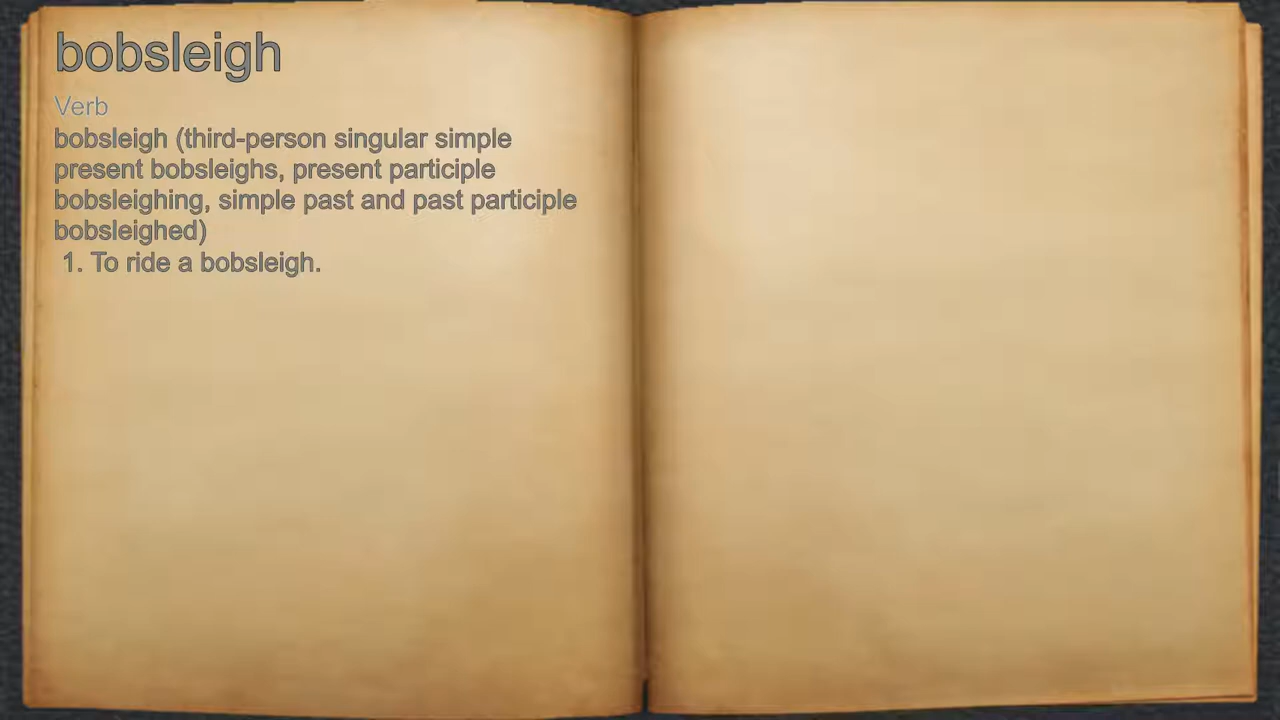 bobsleigh
Verb
bobsleigh (third-person singular simple
present bobsleighs, present participle
bobsleighing, simple past and past participle
bobsleighed)
1. To ride a bobsleigh.